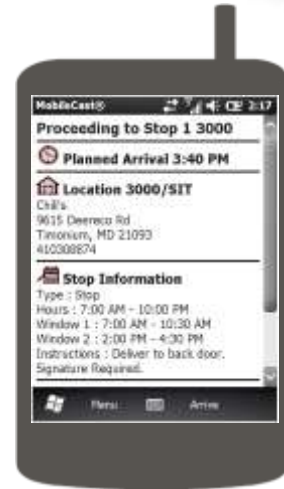 MobileCast® 2:17
Proceeding to Stop 1 3000
Planned Arrival 3:40 PM
Location 3000/SIT
Chili's
9615 Deereco Rd
Timonium, MD 21093
410308874
Stop Information
Type : Stop
Hours : 7:00 AM - 10:00 PM
Window 1 : 7:00 AM - 10:30 AM
Window 2 : 2:00 PM - 4:30 PM
Instructions : Deliver to back door.
Signature Required.
Menu Arrive